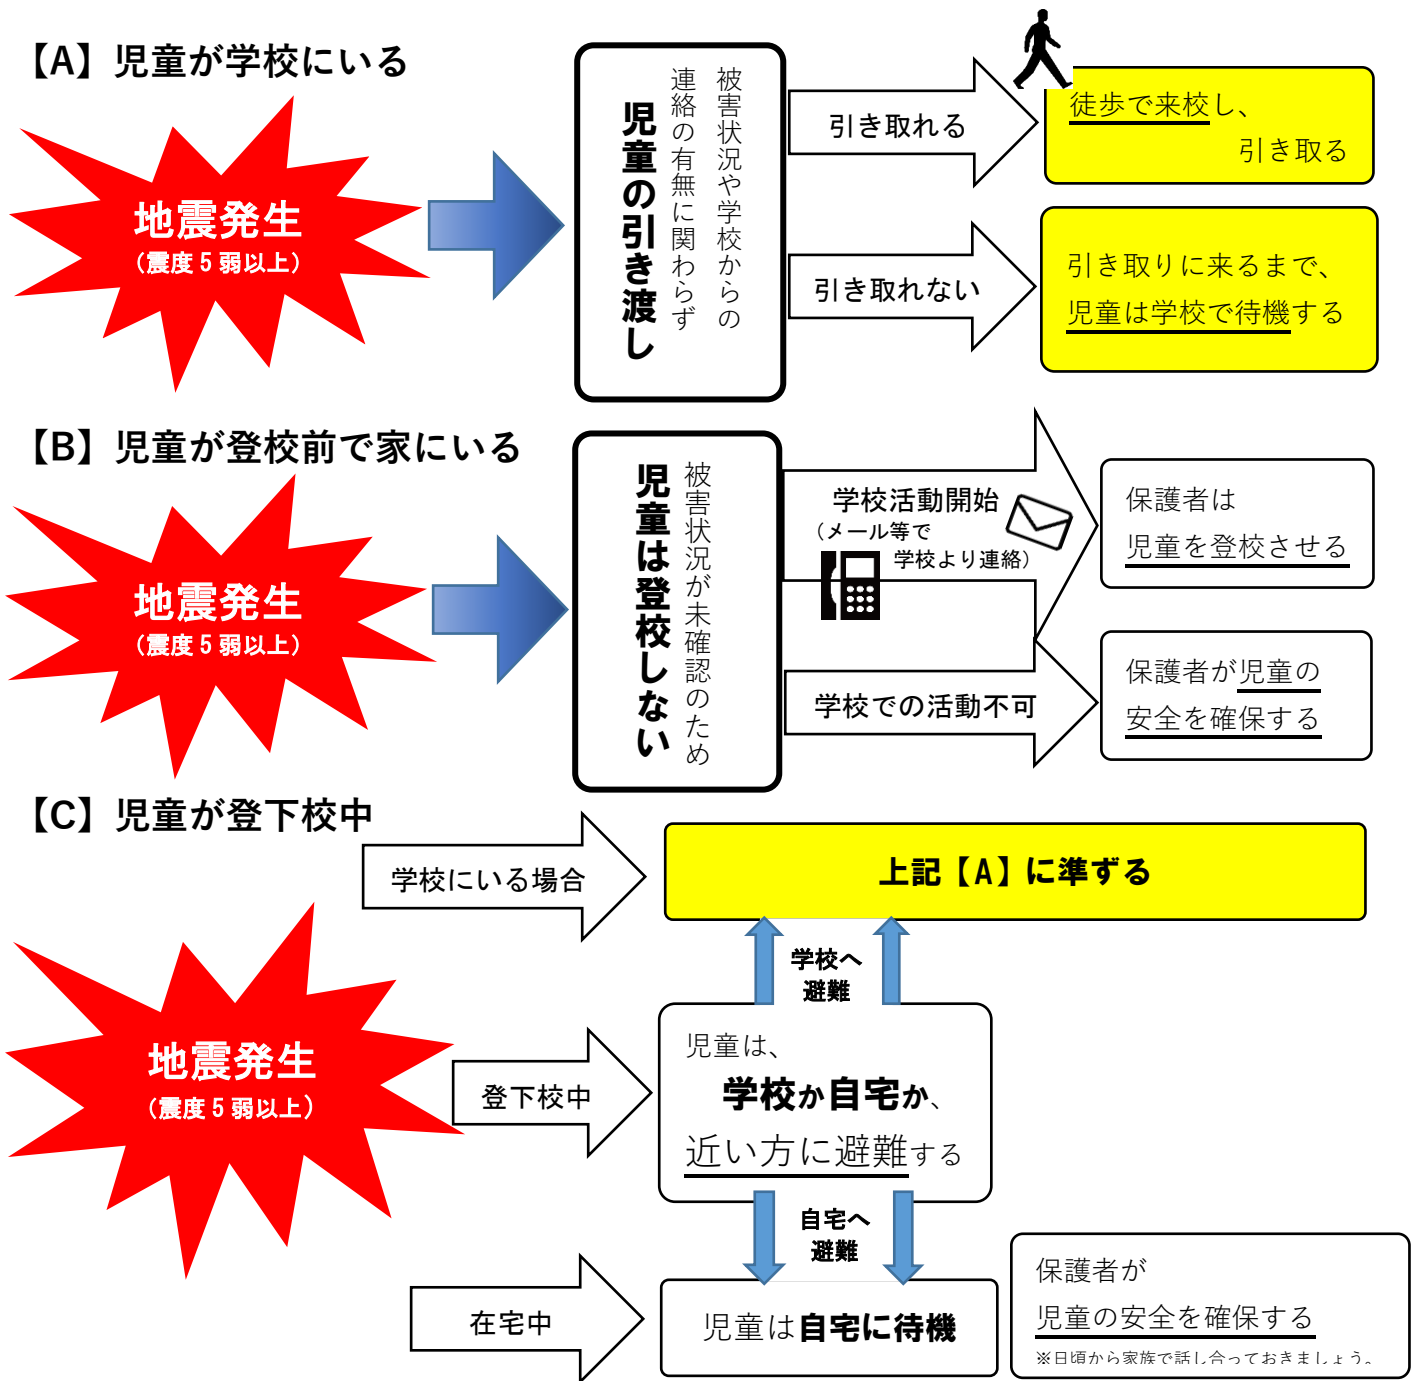 【A】児童が学校にいる
地震発生
（震度５弱以上）
被害状況や学校からの
連絡の有無に関わらず
児童の引き渡し
引き取れる
徒歩で来校し、
引き取る
引き取れない
引き取りに来るまで、
児童は学校で待機する
【B】児童が登校前で家にいる
地震発生
（震度５弱以上）
被害状況が未確認のため
児童は登校しない
学校活動開始
（メール等で
学校より連絡）
保護者は
児童を登校させる
学校での活動不可
保護者が児童の
安全を確保する
【C】児童が登下校中
地震発生
（震度５弱以上）
学校にいる場合
上記【A】に準ずる
学校へ
避難
登下校中
児童は、
学校か自宅か、
近い方に避難する
自宅へ
避難
在宅中
児童は自宅に待機
保護者が
児童の安全を確保する
※日頃から家族で話し合っておきましょう。